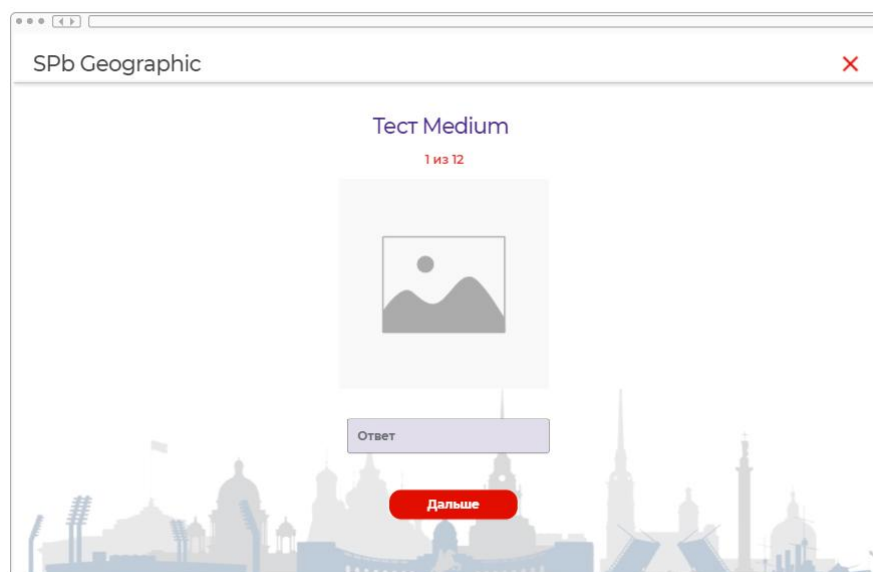 SPb Geographic
Тест Medium
1 из 12
Ответ
Дальше